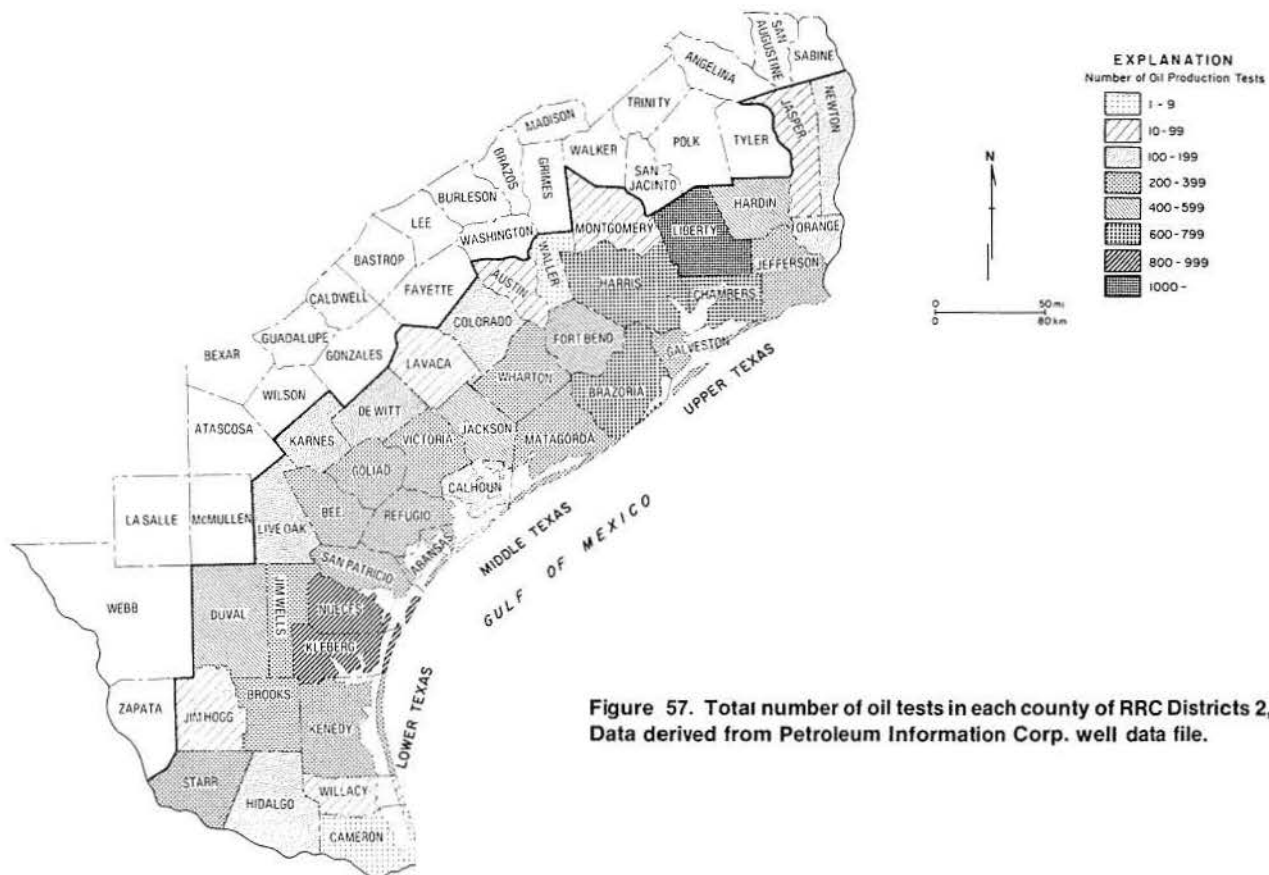 SAN AUGUSTINE
SABINE
ANGELINA
TRINITY
MADISON
WALKER
POLK
TYLER
JASPER
NEWTON
BRAZOS
GRIMES
SAN JACINTO
BURLESON
HARDIN
LEE
WASHINGTON
MONTGOMERY
LIBERTY
ORANGE
BASTROP
WALLER
JEFFERSON
AUSTIN
HARRIS
CHAMBERS
CALDWELL
FAYETTE
COLORADO
FORT BEND
GALVESTON
GUADALUPE
BEXAR
GONZALES
LAVACA
WHARTON
BRAZORIA
WILSON
DE WITT
ATASCOSA
KARNES
VICTORIA
JACKSON
MATAGORDA
GOLIAD
CALHOUN
LA SALLE
McMULLEN
LIVE OAK
BEE
REFUGIO
ARANSAS
SAN PATRICIO
WEBB
DUVAL
JIM WELLS
NUECES
KLEBERG
ZAPATA
JIM HOGG
BROOKS
KENEDY
STARR
HIDALGO
WILLACY
CAMERON
UPPER TEXAS
MIDDLE TEXAS
GULF OF MEXICO
LOWER TEXAS
EXPLANATION
Number of Oil Production Tests
1 - 9
10 - 99
100 - 199
200 - 399
400 - 599
600 - 799
800 - 999
1000 -
N
0 50 mi
0 80 km
Figure 57. Total number of oil tests in each county of RRC Districts 2,
Data derived from Petroleum Information Corp. well data file.